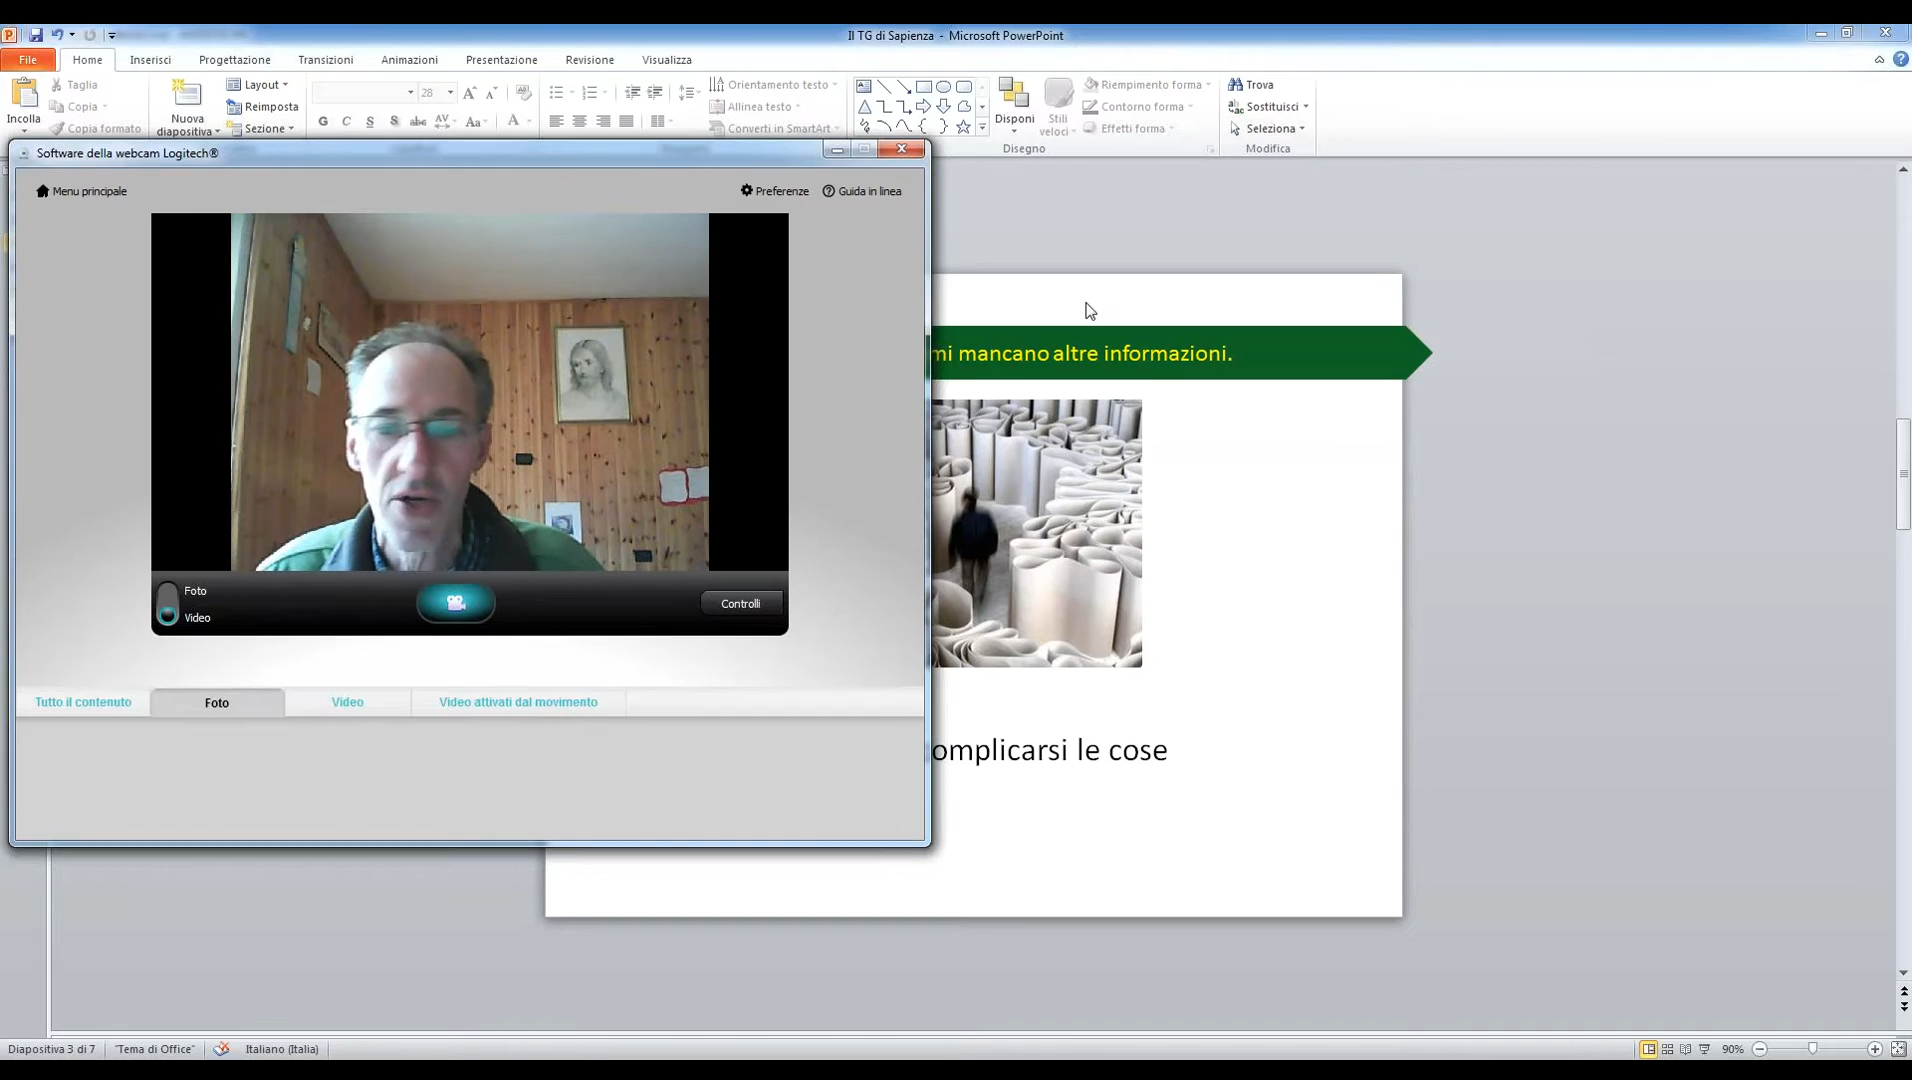 Il TG di Sapienza - Microsoft PowerPoint
File Home Inserisci Progettazione Transizioni Animazioni Presentazione Revisione Visualizza
Taglia
Copia
Copia formato
Incolla
Nuova
diapositiva
Layout
Reimposta
Sezione
28
G C S S abc AV Aa A
Orientamento testo
Allinea testo
Converti in SmartArt
Disponi
Stili
veloci
Riempimento forma
Contorno forma
Effetti forma
Disegno
Trova
Sostituisci
Seleziona
Modifica
Software della webcam Logitech®
Menu principale
Preferenze
Guida in linea
mi mancano altre informazioni.
Foto
Video
Controlli
Tutto il contenuto Foto Video Video attivati dal movimento
omplicarsi le cose
Diapositiva 3 di 7 "Tema di Office" Italiano (Italia) 90%